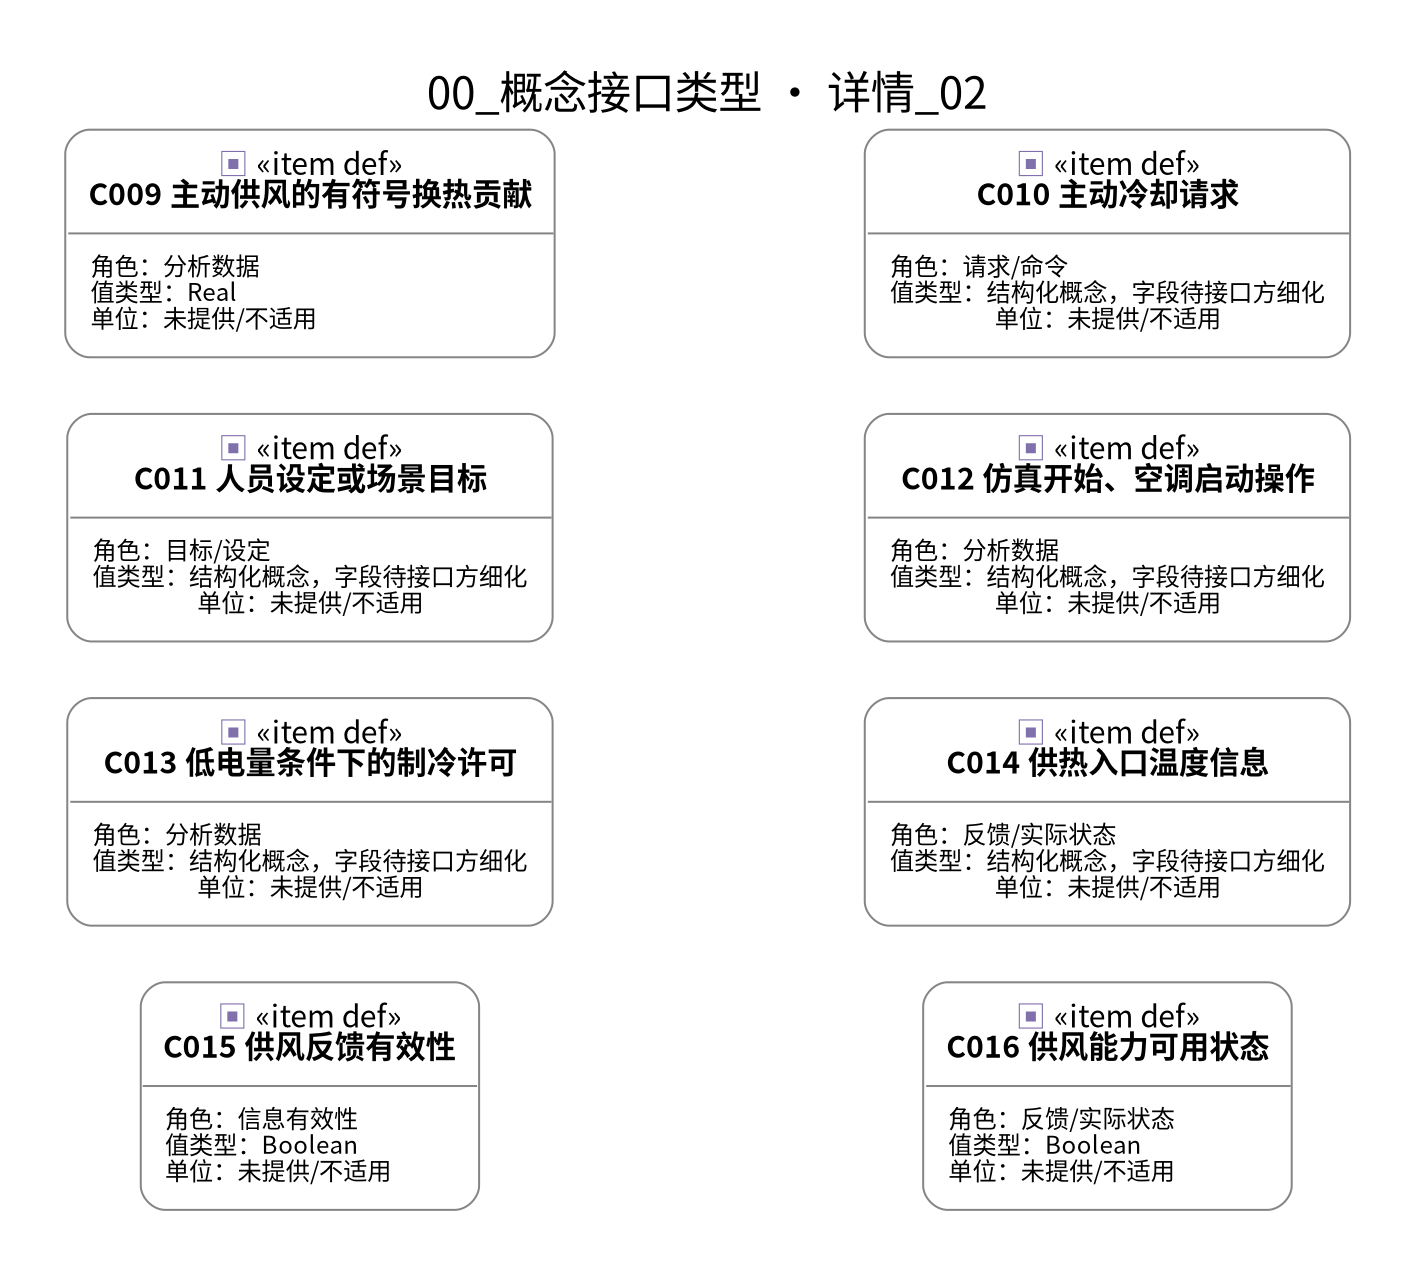 00_概念接口类型 · 详情_02
«item def»
C009 主动供风的有符号换热贡献
角色：分析数据
值类型：Real
单位：未提供/不适用
«item def»
C010 主动冷却请求
角色：请求/命令
值类型：结构化概念，字段待接口方细化
单位：未提供/不适用
«item def»
C011 人员设定或场景目标
角色：目标/设定
值类型：结构化概念，字段待接口方细化
单位：未提供/不适用
«item def»
C012 仿真开始、空调启动操作
角色：分析数据
值类型：结构化概念，字段待接口方细化
单位：未提供/不适用
«item def»
C013 低电量条件下的制冷许可
角色：分析数据
值类型：结构化概念，字段待接口方细化
单位：未提供/不适用
«item def»
C014 供热入口温度信息
角色：反馈/实际状态
值类型：结构化概念，字段待接口方细化
单位：未提供/不适用
«item def»
C015 供风反馈有效性
角色：信息有效性
值类型：Boolean
单位：未提供/不适用
«item def»
C016 供风能力可用状态
角色：反馈/实际状态
值类型：Boolean
单位：未提供/不适用